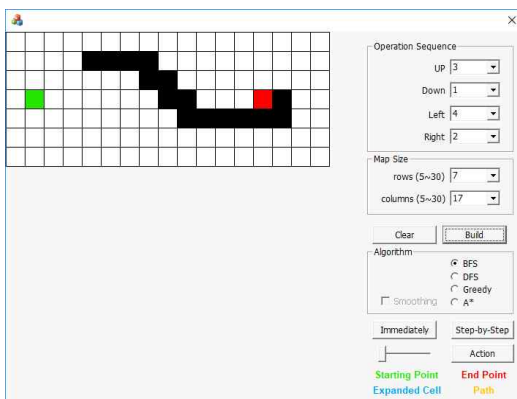 Operation Sequence
UP 3
Down 1
Left 4
Right 2
Map Size
rows (5~30) 7
columns (5~30) 17
Clear Build
Algorithm
BFS
DFS
Greedy
Smoothing A*
Immediately Step-by-Step
Action
Starting Point End Point
Expanded Cell Path